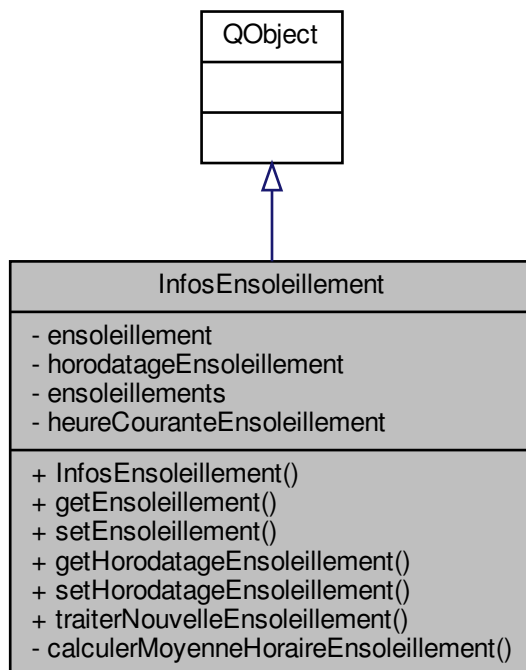 QObject
InfosEnsoleillement
- ensoleillement
- horodatageEnsoleillement
- ensoleillements
- heureCouranteEnsoleillement
+ InfosEnsoleillement()
+ getEnsoleillement()
+ setEnsoleillement()
+ getHorodatageEnsoleillement()
+ setHorodatageEnsoleillement()
+ traiterNouvelleEnsoleillement()
- calculerMoyenneHoraireEnsoleillement()